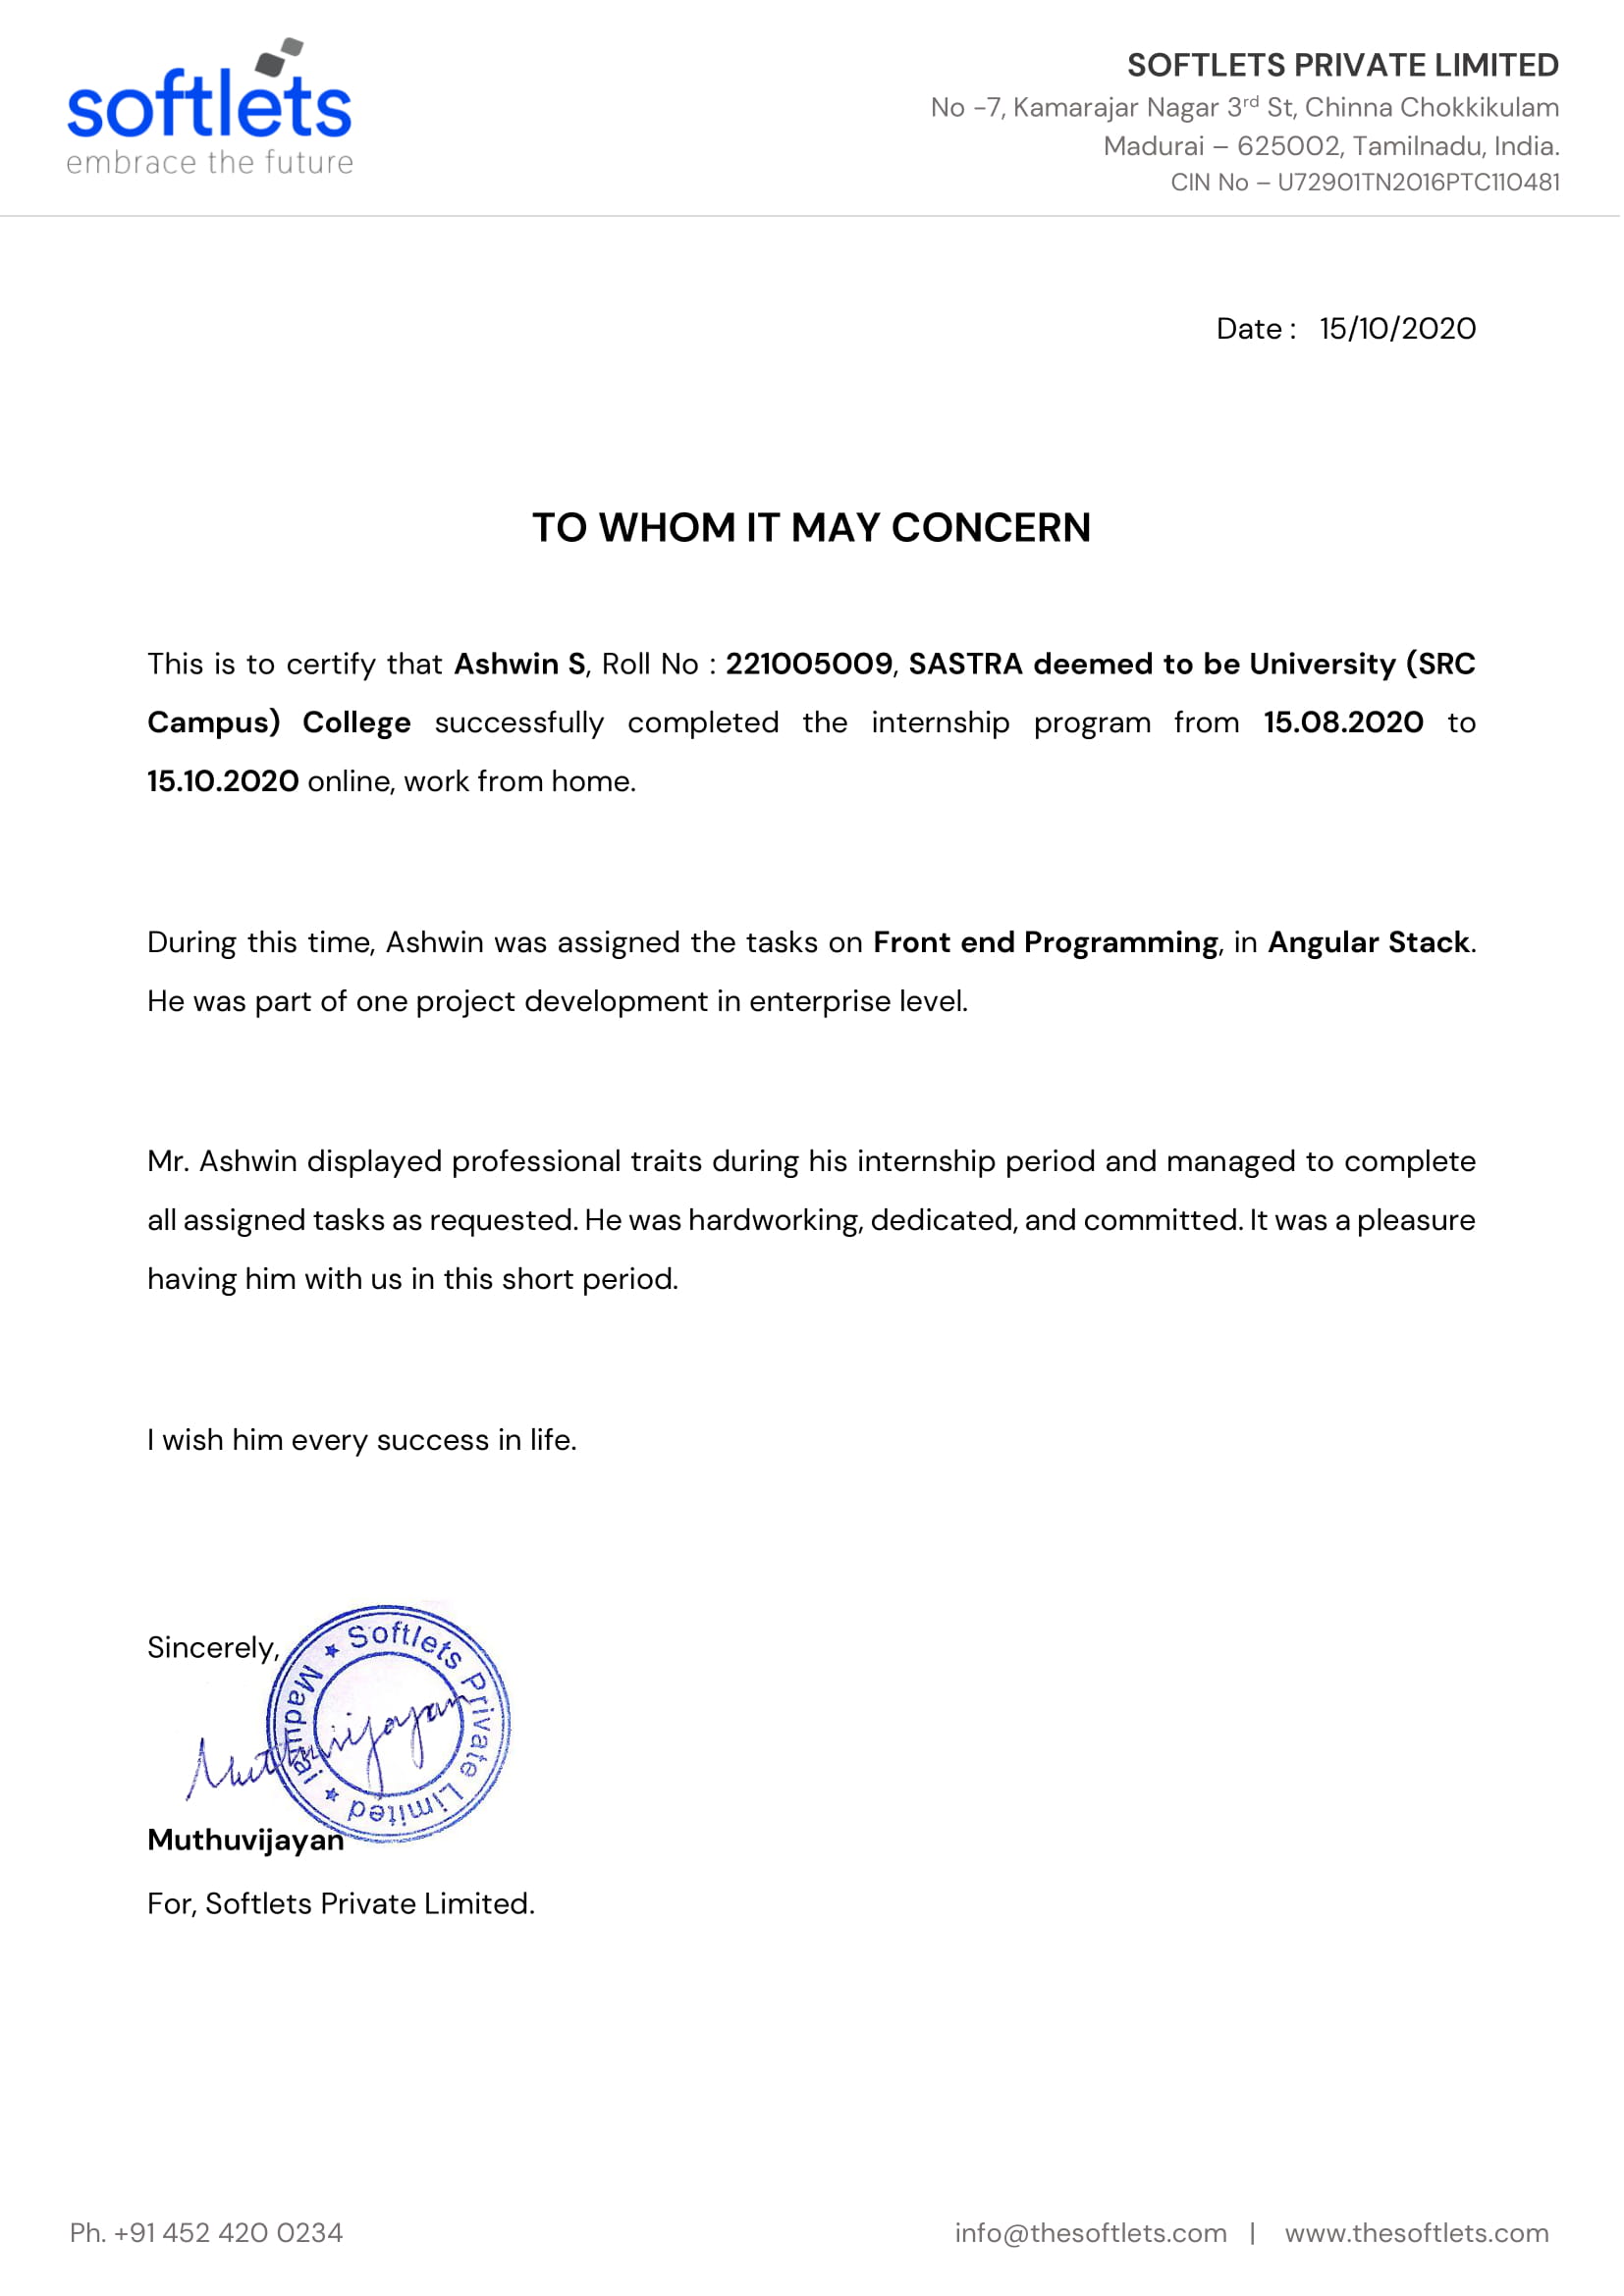 softlets
embrace the future
SOFTLETS PRIVATE LIMITED
No -7, Kamarajar Nagar 3rd St, Chinna Chokkikulam
Madurai – 625002, Tamilnadu, India.
CIN No – U72901TN2016PTC110481
Date : 15/10/2020
TO WHOM IT MAY CONCERN
This is to certify that Ashwin S, Roll No : 221005009, SASTRA deemed to be University (SRC
Campus) College successfully completed the internship program from 15.08.2020 to
15.10.2020 online, work from home.
During this time, Ashwin was assigned the tasks on Front end Programming, in Angular Stack.
He was part of one project development in enterprise level.
Mr. Ashwin displayed professional traits during his internship period and managed to complete
all assigned tasks as requested. He was hardworking, dedicated, and committed. It was a pleasure
having him with us in this short period.
I wish him every success in life.
Sincerely,
★ Softlets Private Limited ★ Madurai
Muthuvijayan
Muthuvijayan
For, Softlets Private Limited.
Ph. +91 452 420 0234
info@thesoftlets.com | www.thesoftlets.com